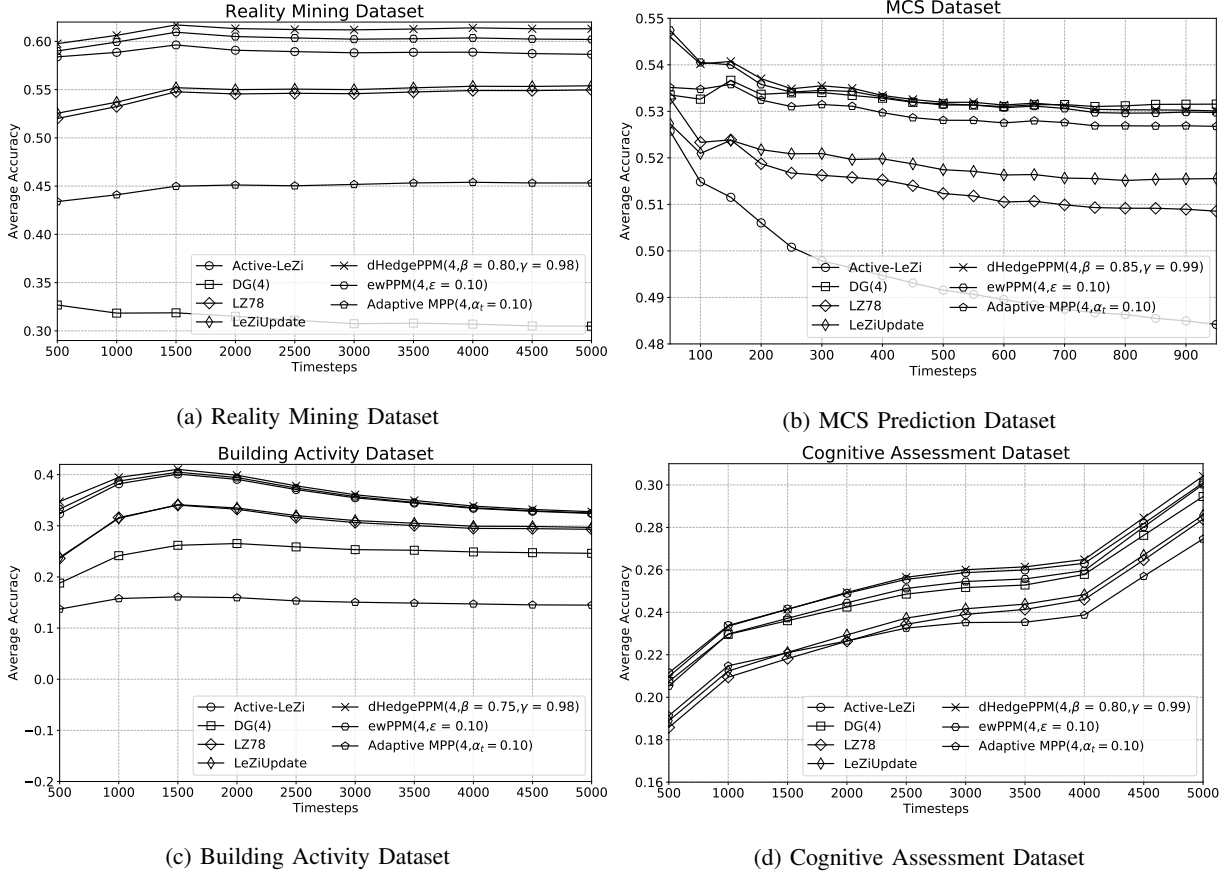 Reality Mining Dataset
0.60
0.55
0.50
0.45
0.40
0.35
0.30
Average Accuracy
500 1000 1500 2000 2500 3000 3500 4000 4500 5000
Timesteps
Active-LeZi
DG(4)
LZ78
LeZiUpdate
dHedgePPM(4,β = 0.80,γ = 0.98)
ewPPM(4,ε = 0.10)
Adaptive MPP(4,αt = 0.10)
(a) Reality Mining Dataset
MCS Dataset
0.55
0.54
0.53
0.52
0.51
0.50
0.49
0.48
Average Accuracy
100 200 300 400 500 600 700 800 900
Timesteps
Active-LeZi
DG(4)
LZ78
LeZiUpdate
dHedgePPM(4,β = 0.85,γ = 0.99)
ewPPM(4,ε = 0.10)
Adaptive MPP(4,αt = 0.10)
(b) MCS Prediction Dataset
Building Activity Dataset
0.4
0.3
0.2
0.1
0.0
−0.1
−0.2
Average Accuracy
500 1000 1500 2000 2500 3000 3500 4000 4500 5000
Timesteps
Active-LeZi
DG(4)
LZ78
LeZiUpdate
dHedgePPM(4,β = 0.75,γ = 0.98)
ewPPM(4,ε = 0.10)
Adaptive MPP(4,αt = 0.10)
(c) Building Activity Dataset
Cognitive Assessment Dataset
0.30
0.28
0.26
0.24
0.22
0.20
0.18
0.16
Average Accuracy
500 1000 1500 2000 2500 3000 3500 4000 4500 5000
Timesteps
Active-LeZi
DG(4)
LZ78
LeZiUpdate
dHedgePPM(4,β = 0.80,γ = 0.99)
ewPPM(4,ε = 0.10)
Adaptive MPP(4,αt = 0.10)
(d) Cognitive Assessment Dataset